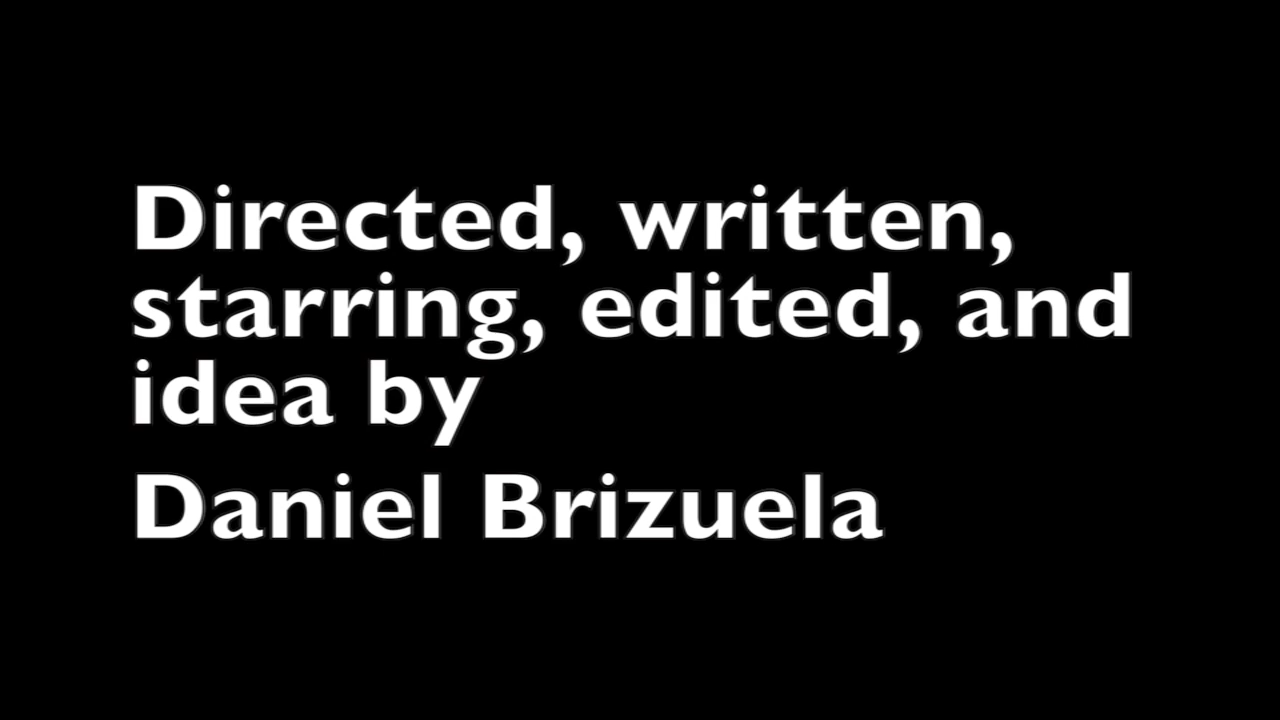 Directed, written,
starring, edited, and
idea by
Daniel Brizuela